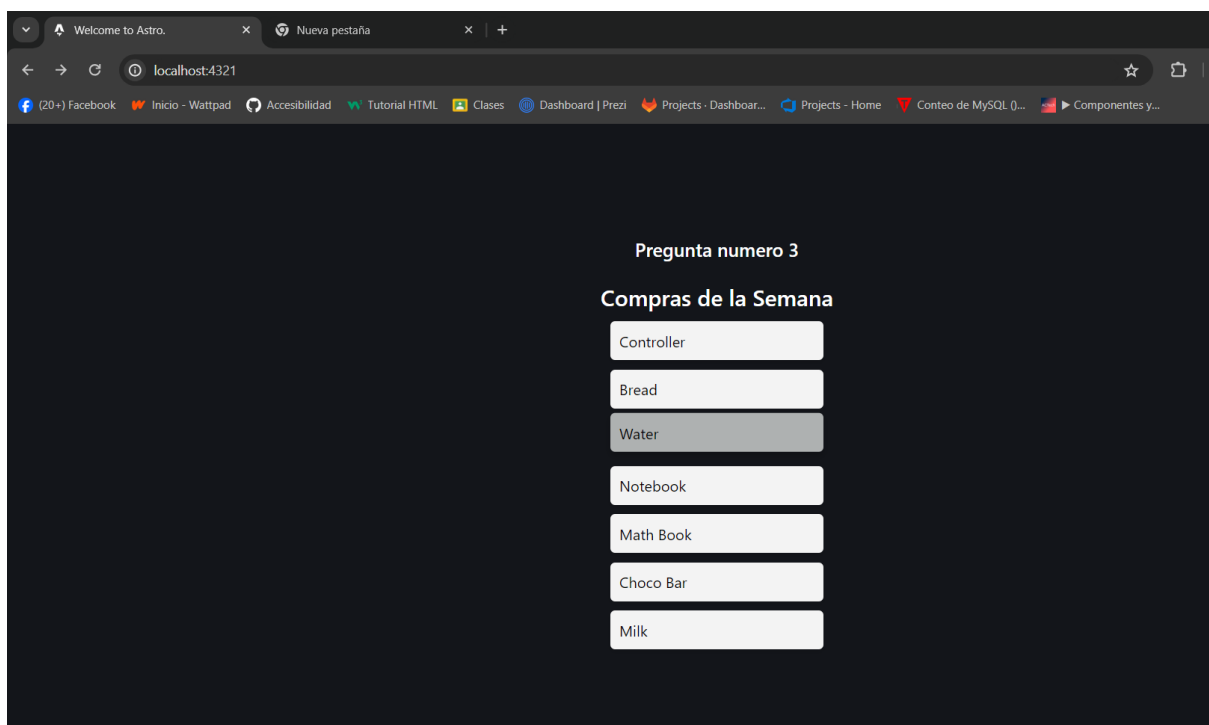 Welcome to Astro.
Nueva pestaña
localhost:4321
(20+) Facebook
Inicio - Wattpad
Accesibilidad
Tutorial HTML
Clases
Dashboard | Prezi
Projects · Dashboar...
Projects - Home
Conteo de MySQL ()...
▶ Componentes y...
Pregunta numero 3
Compras de la Semana
Controller
Bread
Water
Notebook
Math Book
Choco Bar
Milk